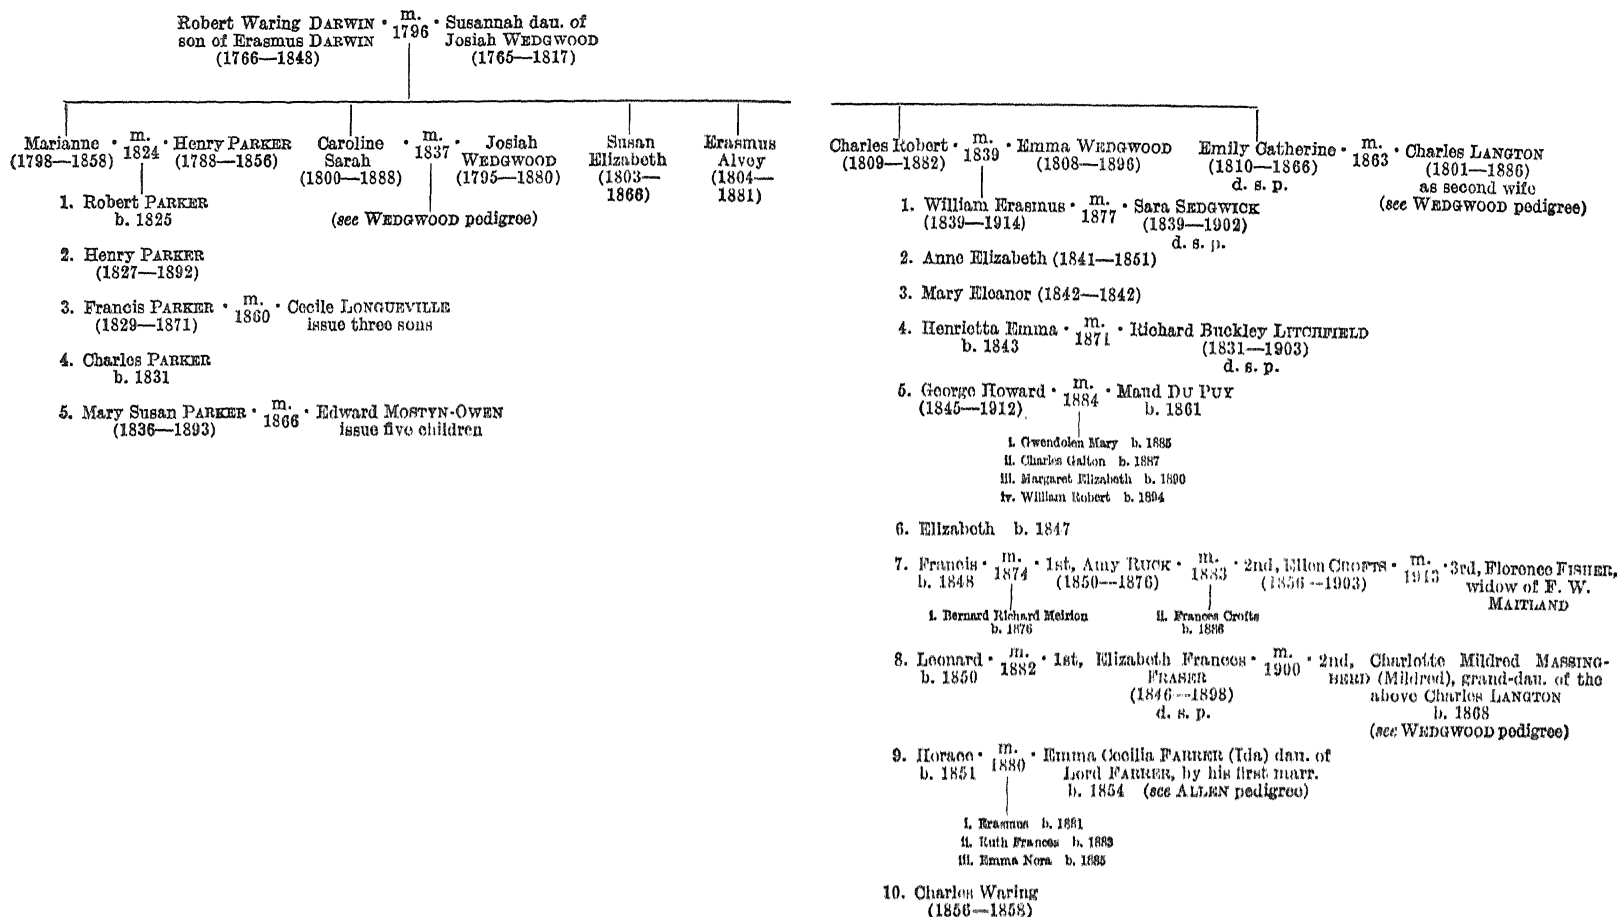 Robert Waring DARWIN · m. 1796 · Susannah dau. of
son of Erasmus DARWIN Josiah WEDGWOOD
(1766—1848) (1765—1817)
Marianne · m. 1824 · Henry PARKER
(1798—1858) (1788—1856)
Caroline Sarah · m. 1837 · Josiah WEDGWOOD
(1800—1888) (1795—1880)
(see WEDGWOOD pedigree)
Susan
Elizabeth
(1803—
1866)
Erasmus
Alvey
(1804—
1881)
1. Robert PARKER
b. 1825
2. Henry PARKER
(1827—1892)
3. Francis PARKER · m. 1860 · Cecile LONGUEVILLE
(1829—1871) issue three sons
4. Charles PARKER
b. 1831
5. Mary Susan PARKER · m. 1866 · Edward MOSTYN-OWEN
(1836—1893) issue five children
Charles Robert · m. 1839 · Emma WEDGWOOD
(1809—1882) (1808—1896)
Emily Catherine · m. 1863 · Charles LANGTON
(1810—1866) (1801—1886)
d. s. p. as second wife
(see WEDGWOOD pedigree)
1. William Erasmus · m. 1877 · Sara SEDGWICK
(1839—1914) (1839—1902)
d. s. p.
2. Anne Elizabeth (1841—1851)
3. Mary Eleanor (1842—1842)
4. Henrietta Emma · m. 1871 · Richard Buckley LITCHFIELD
b. 1843 (1831—1903)
d. s. p.
5. George Howard · m. 1884 · Maud DU PUY
(1845—1912) b. 1861
i. Gwendolen Mary b. 1885
ii. Charles Galton b. 1887
iii. Margaret Elizabeth b. 1890
iv. William Robert b. 1894
6. Elizabeth b. 1847
7. Francis · m. 1874 · 1st, Amy RUCK · m. 1883 · 2nd, Ellen CROFTS · m. 1913 · 3rd, Florence FISHER,
b. 1848 (1850—1876) (1856—1903) widow of F. W.
MAITLAND
i. Bernard Richard Meirion ii. Frances Crofts
b. 1876 b. 1886
8. Leonard · m. 1882 · 1st, Elizabeth Frances · m. 1900 · 2nd, Charlotte Mildred MASSING-
b. 1850 FRASER BERD (Mildred), grand-dau. of the
(1846—1898) above Charles LANGTON
d. s. p. b. 1868
(see WEDGWOOD pedigree)
9. Horace · m. 1880 · Emma Cecilia FARRER (Ida) dau. of
b. 1851 Lord FARRER, by his first marr.
b. 1854 (see ALLEN pedigree)
i. Erasmus b. 1881
ii. Ruth Frances b. 1883
iii. Emma Nora b. 1885
10. Charles Waring
(1856—1858)